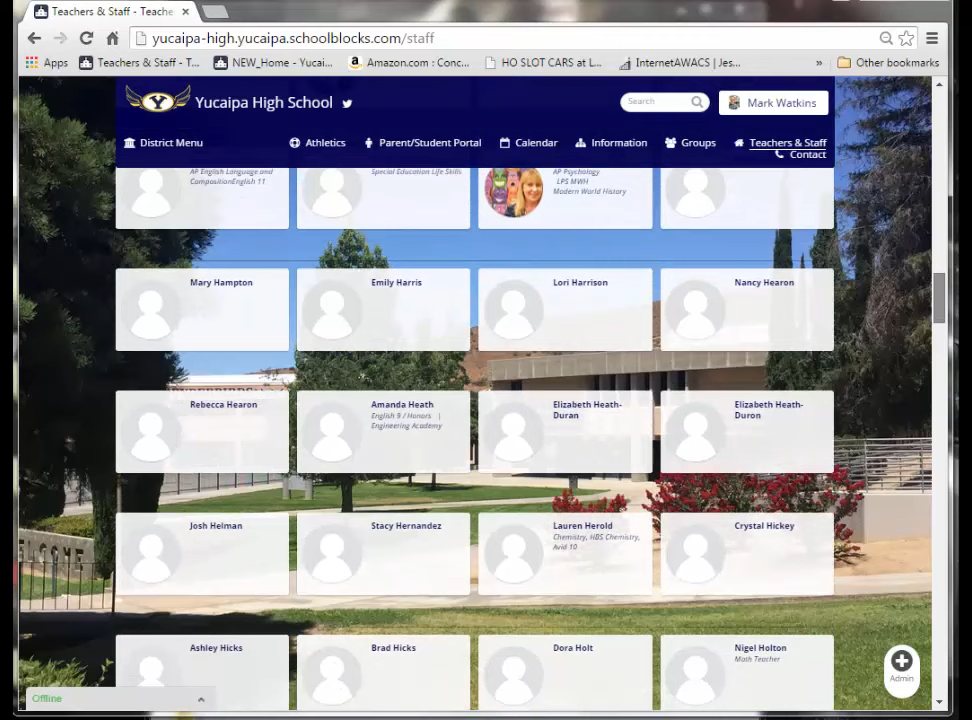 Teachers & Staff - Teache
yucaipa-high.yucaipa.schoolblocks.com/staff
Apps
Teachers & Staff - T...
NEW_Home - Yucai...
Amazon.com : Conc...
HO SLOT CARS at L...
InternetAWACS | Jes...
»
Other bookmarks
Y
Yucaipa High School
Search
Mark Watkins
District Menu
Athletics
Parent/Student Portal
Calendar
Information
Groups
Teachers & Staff
Contact
AP English Language and
CompositionEnglish 11
Special Education Life Skills
AP Psychology
LPS MWH
Modern World History
Mary Hampton
Emily Harris
Lori Harrison
Nancy Hearon
Rebecca Hearon
Amanda Heath
English 9 / Honors |
Engineering Academy
Elizabeth Heath-
Duran
Elizabeth Heath-
Duron
Josh Helman
Stacy Hernandez
Lauren Herold
Chemistry, HBS Chemistry,
Avid 10
Crystal Hickey
ELCOME
Ashley Hicks
Brad Hicks
Dora Holt
Nigel Holton
Math Teacher
Admin
Offline